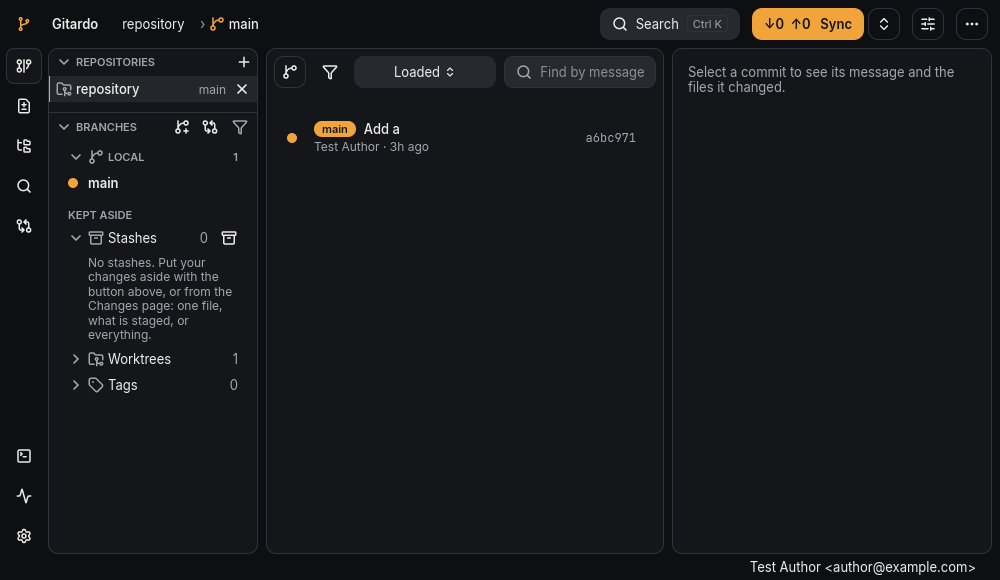 Gitardo repository › main Search Ctrl K ↓0 ↑0 Sync
REPOSITORIES
repository main
BRANCHES
LOCAL 1
main
KEPT ASIDE
Stashes 0
No stashes. Put your
changes aside with the
button above, or from the
Changes page: one file,
what is staged, or
everything.
Worktrees 1
Tags 0
Loaded Find by message
main Add a
Test Author · 3h ago a6bc971
Select a commit to see its message and the
files it changed.
Test Author <author@example.com>